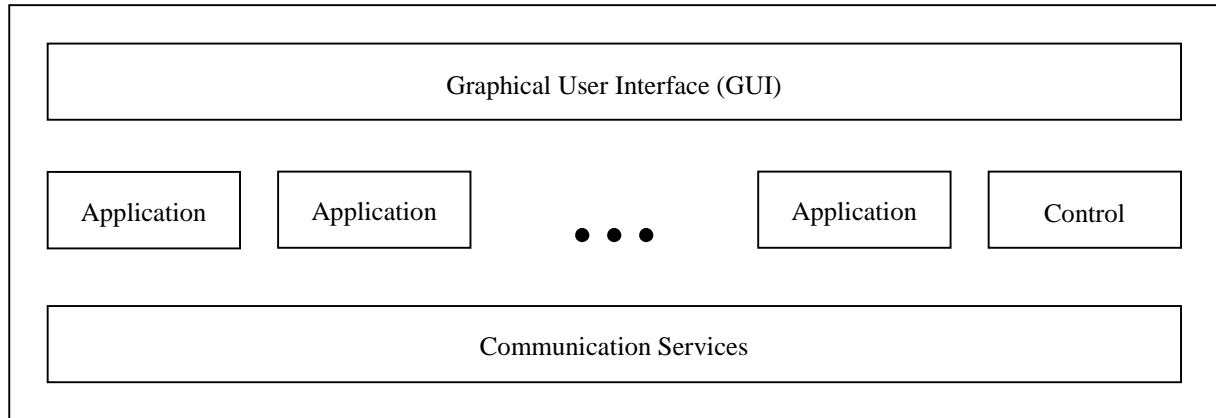 Graphical User Interface (GUI)
Application
Application
Application
Control
Communication Services